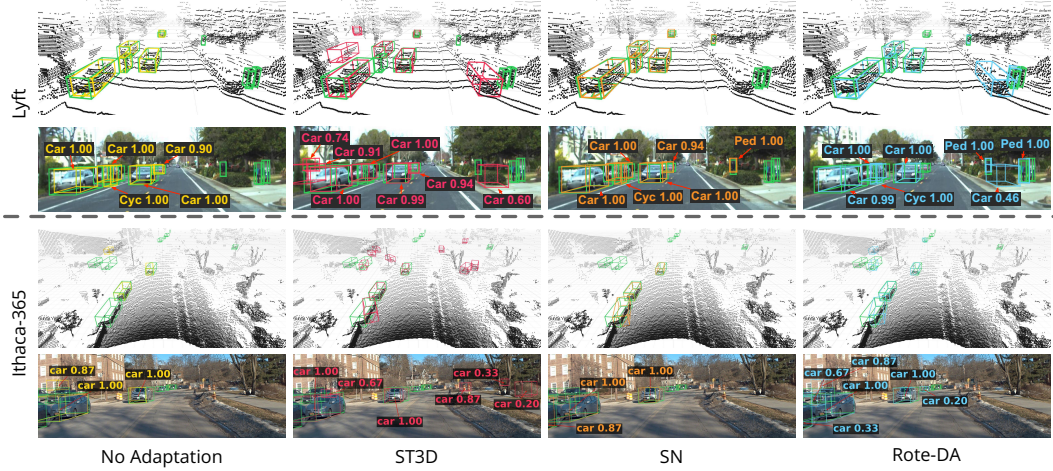 Lyft
Car 1.00
Car 1.00
Car 0.90
Cyc 1.00
Car 1.00
Car 0.74
Car 0.91
Car 1.00
Car 0.94
Car 1.00
Car 0.99
Car 0.60
Car 1.00
Car 0.94
Ped 1.00
Car 1.00
Cyc 1.00
Car 1.00
Car 1.00
Car 1.00
Ped 1.00
Ped 1.00
Car 0.99
Cyc 1.00
Car 0.46
Ithaca-365
car 0.87
car 1.00
car 1.00
car 1.00
car 0.67
car 0.33
car 0.87
car 0.20
car 1.00
car 1.00
car 1.00
car 0.87
car 0.87
car 0.67
car 1.00
car 1.00
car 0.20
car 0.33
No Adaptation
ST3D
SN
Rote-DA